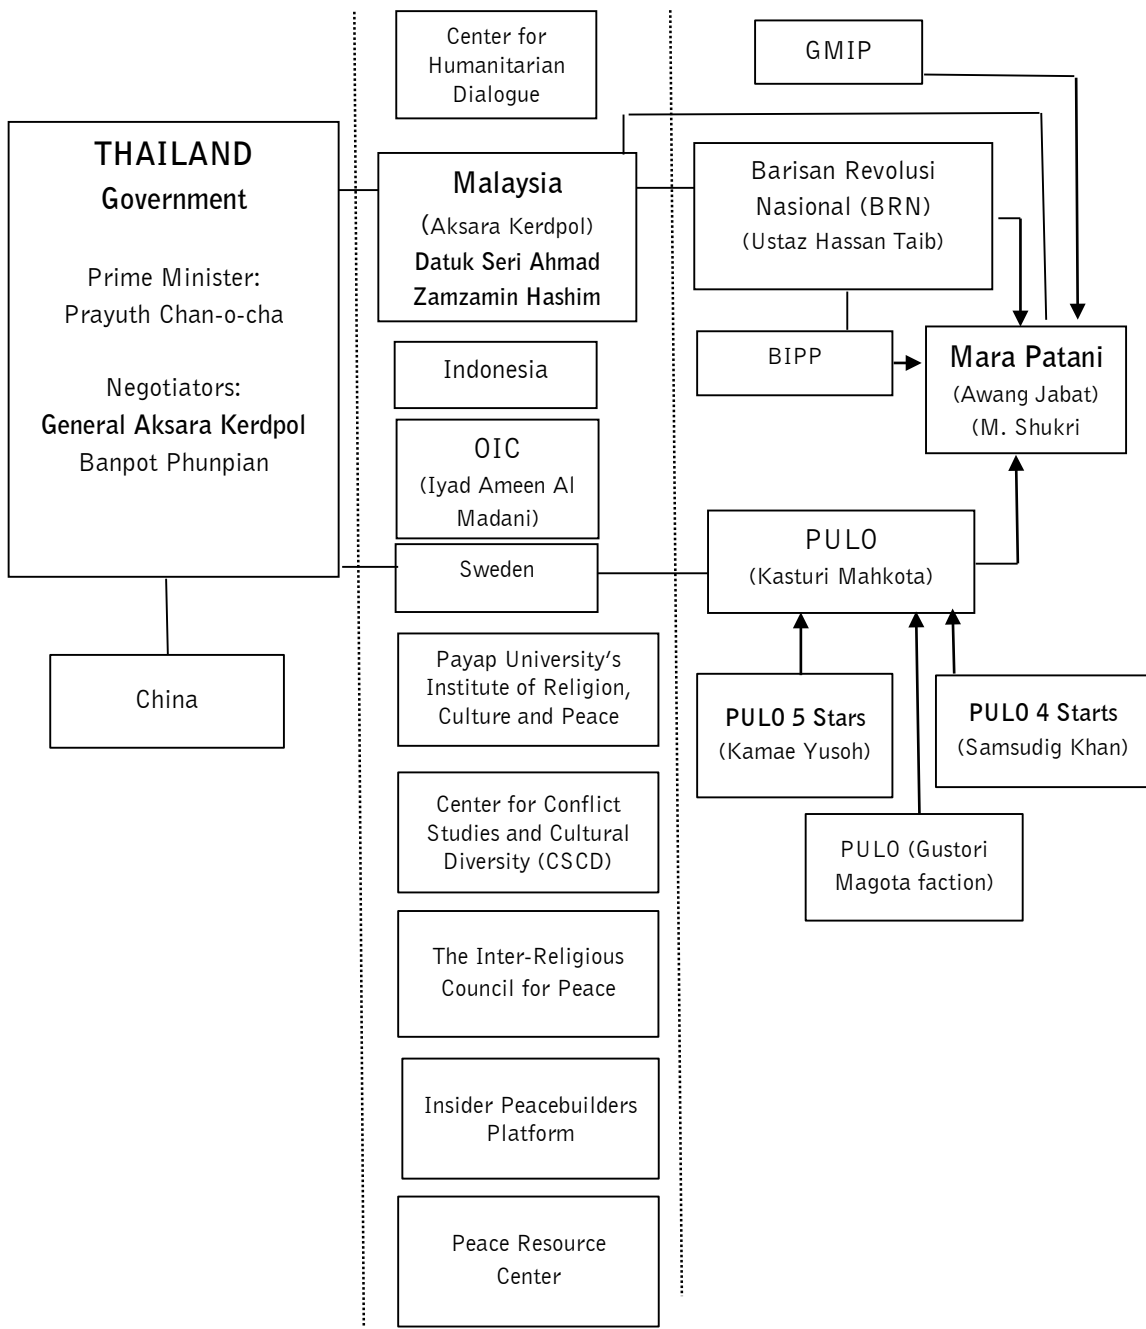 THAILAND
Government
Prime Minister:
Prayuth Chan-o-cha
Negotiators:
General Aksara Kerdpol
Banpot Phunpian
China
Center for
Humanitarian
Dialogue
Malaysia
(Aksara Kerdpol)
Datuk Seri Ahmad
Zamzamin Hashim
Indonesia
OIC
(Iyad Ameen Al
Madani)
Sweden
Payap University's
Institute of Religion,
Culture and Peace
Center for Conflict
Studies and Cultural
Diversity (CSCD)
The Inter-Religious
Council for Peace
Insider Peacebuilders
Platform
Peace Resource
Center
GMIP
Barisan Revolusi
Nasional (BRN)
(Ustaz Hassan Taib)
BIPP
Mara Patani
(Awang Jabat)
(M. Shukri
PULO
(Kasturi Mahkota)
PULO 5 Stars
(Kamae Yusoh)
PULO 4 Starts
(Samsudig Khan)
PULO (Gustori
Magota faction)